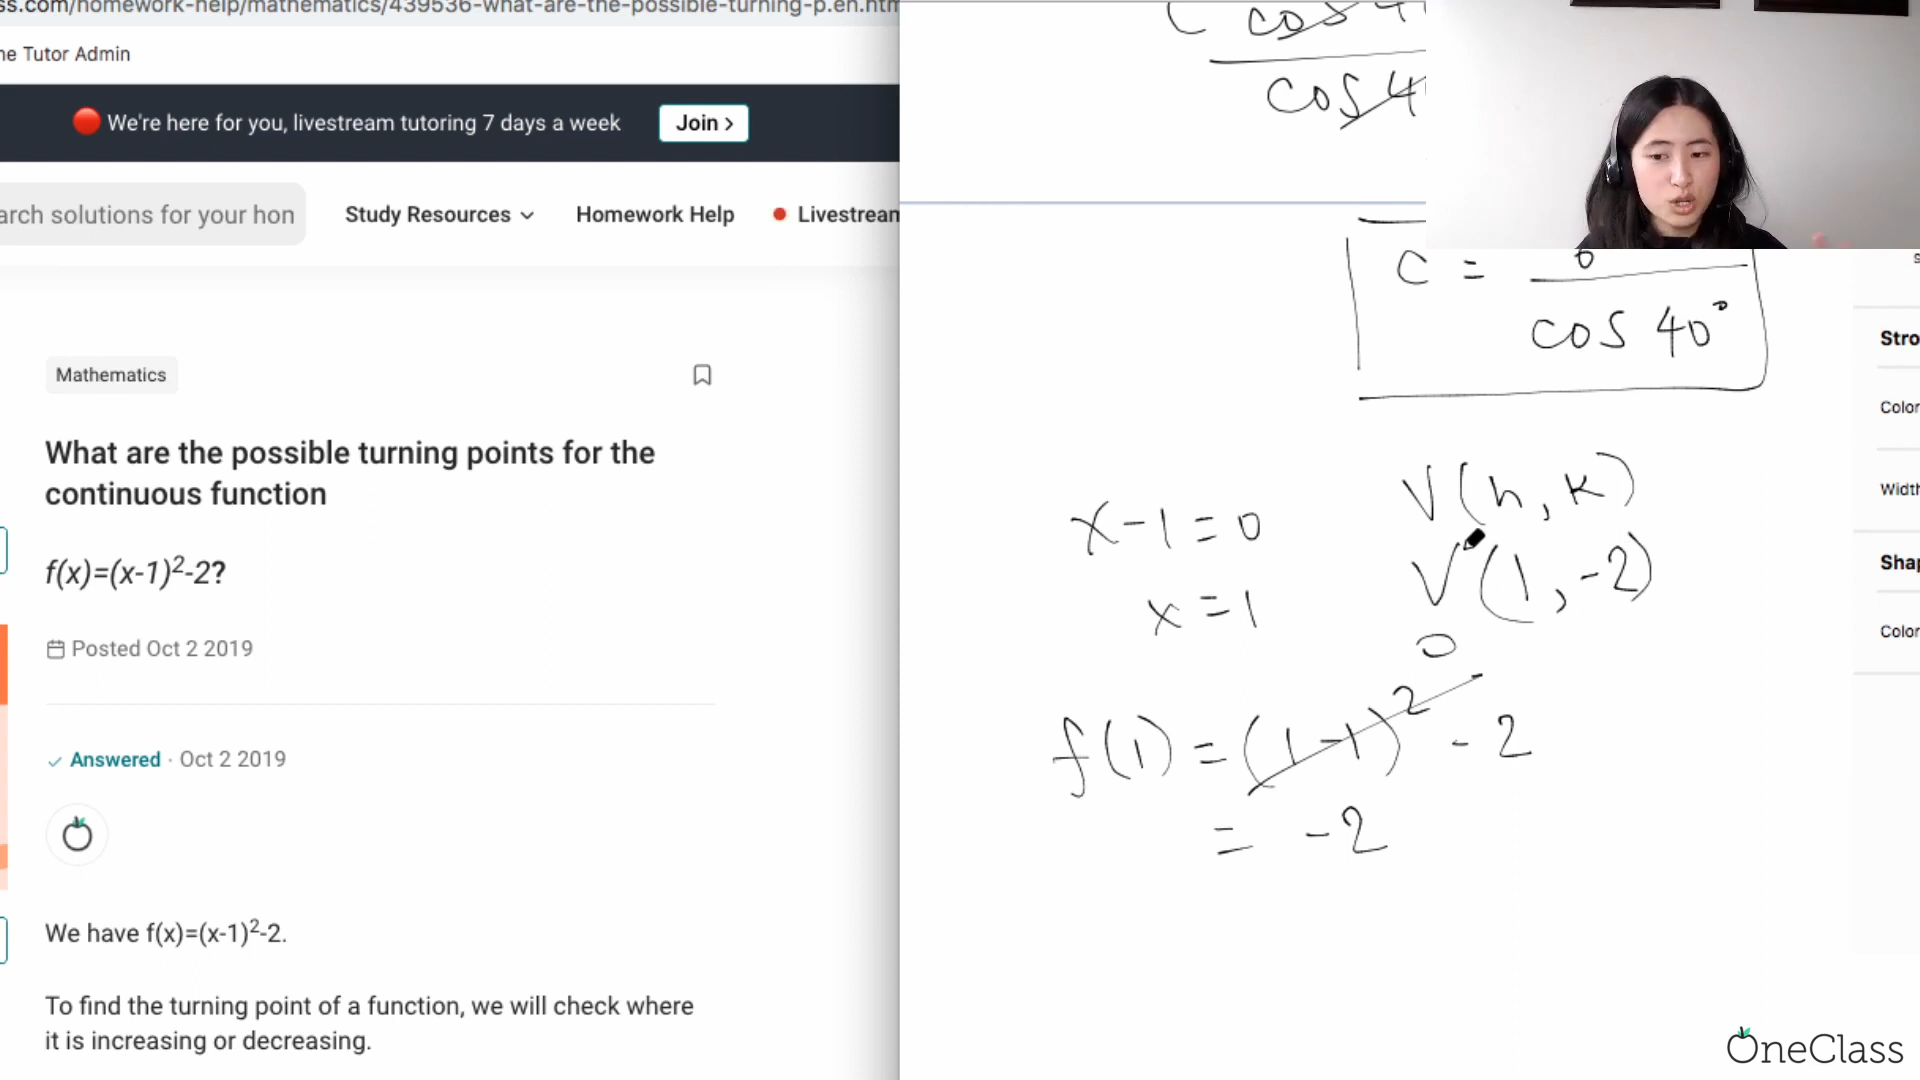 ss.com/homework-help/mathematics/439536-what-are-the-possible-turning-p.en.htm
ne Tutor Admin
We're here for you, livestream tutoring 7 days a week
Join >
arch solutions for your hon
Study Resources
Homework Help
Livestream
Mathematics
What are the possible turning points for the
continuous function
f(x)=(x-1)²-2?
Posted Oct 2 2019
Answered · Oct 2 2019
We have f(x)=(x-1)²-2.
To find the turning point of a function, we will check where
it is increasing or decreasing.
cos 4
cos 4
c = 6
cos 40°
x-1=0
x=1
V(h,k)
V(1,-2)
0
f(1)=(1-1)²-2
= -2
Stro
Color
Width
Shap
Color
OneClass